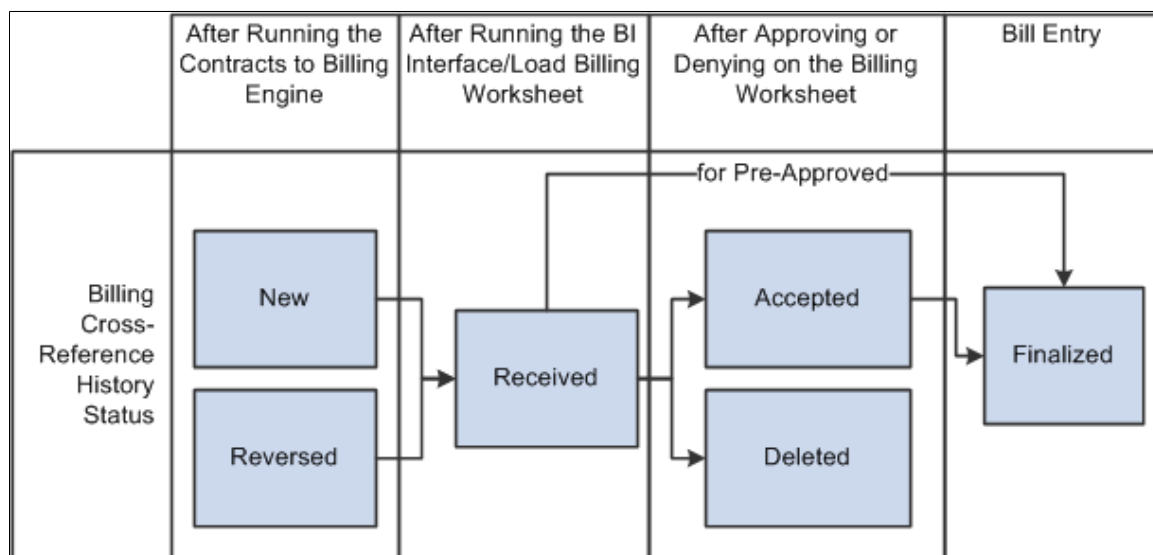 After Running the
Contracts to Billing
Engine
After Running the BI
Interface/Load Billing
Worksheet
After Approving or
Denying on the Billing
Worksheet
Bill Entry
Billing
Cross-
Reference
History
Status
for Pre-Approved
New
Reversed
Received
Accepted
Deleted
Finalized